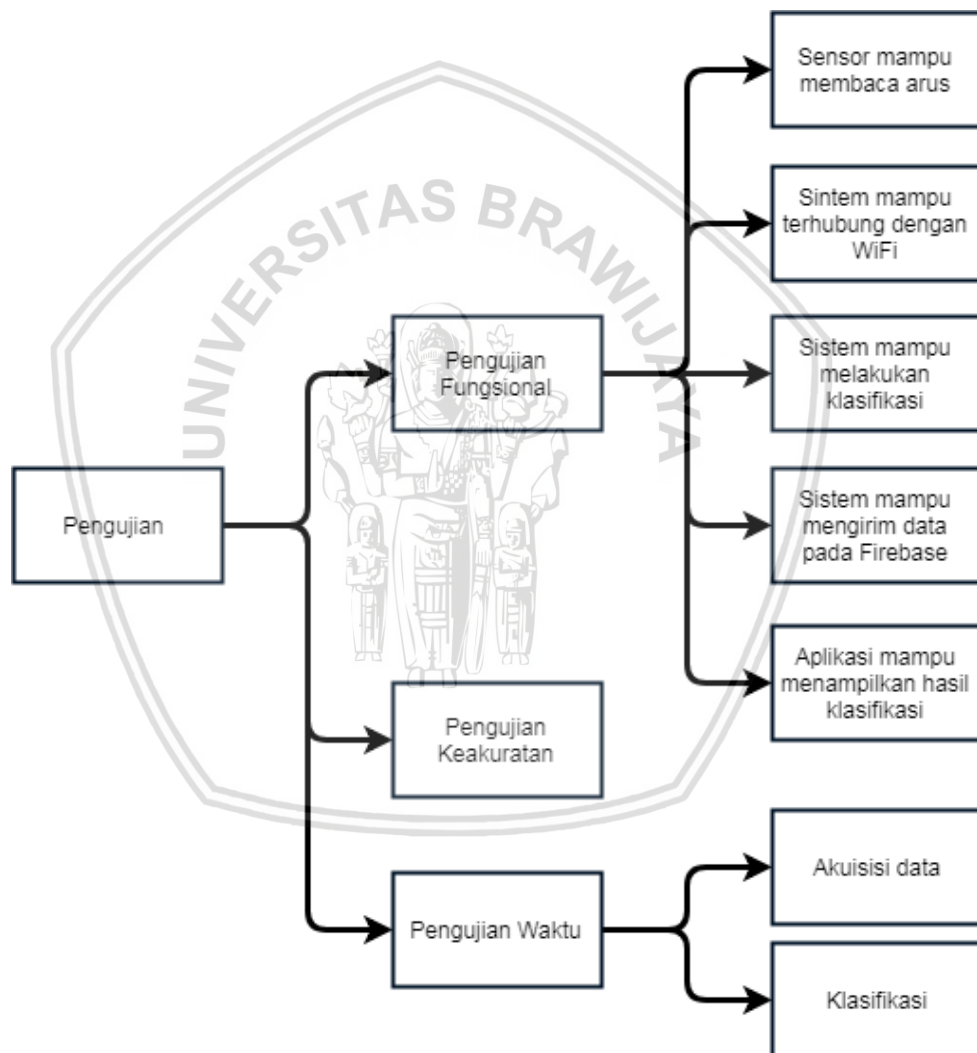 Sensor mampu
membaca arus
UNIVERSITAS BRAWIJAYA
Sintem mampu
terhubung dengan
WiFi
Pengujian
Fungsional
Sistem mampu
melakukan
klasifikasi
Pengujian
Sistem mampu
mengirim data
pada Firebase
Aplikasi mampu
menampilkan hasil
klasifikasi
Pengujian
Keakuratan
Akuisisi data
Pengujian Waktu
Klasifikasi